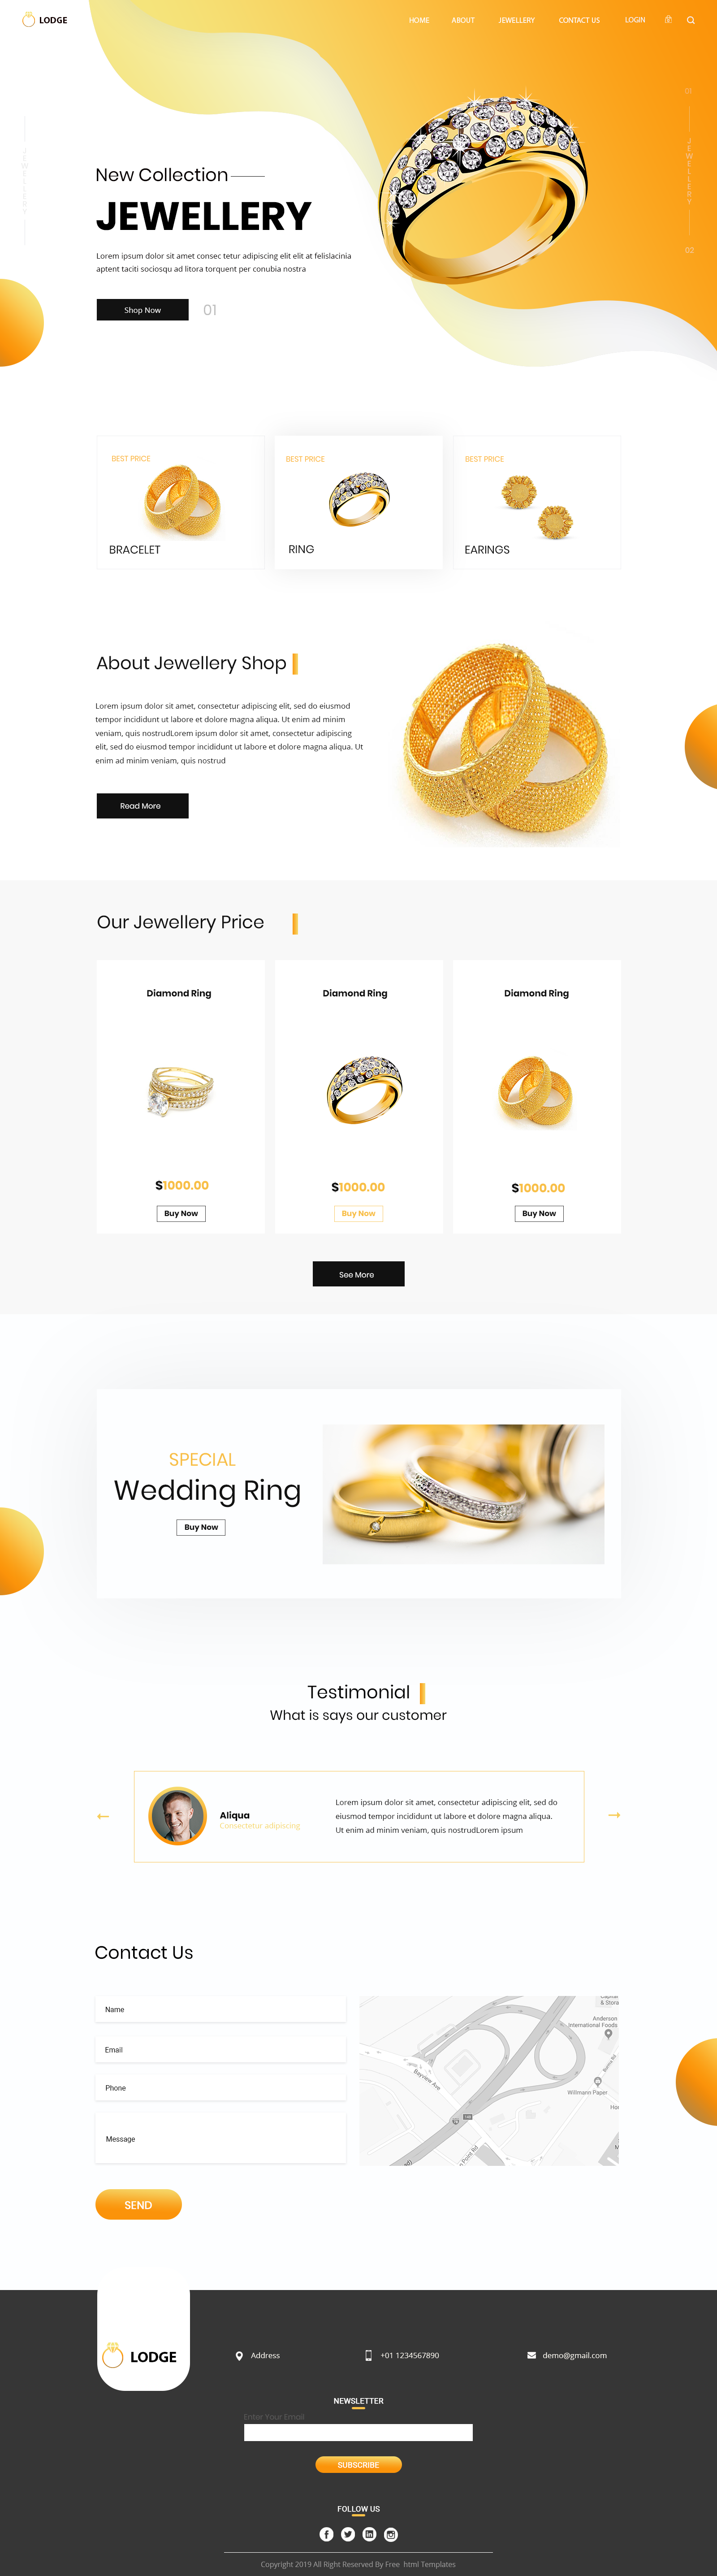 LODGE
HOME ABOUT JEWELLERY CONTACT US LOGIN
01
JEWELLERY
02
JEWELLERY
New Collection
JEWELLERY
Lorem ipsum dolor sit amet consec tetur adipiscing elit elit at felislacinia
aptent taciti sociosqu ad litora torquent per conubia nostra
Shop Now
01
BEST PRICE
BRACELET
BEST PRICE
RING
BEST PRICE
EARINGS
About Jewellery Shop
Lorem ipsum dolor sit amet, consectetur adipiscing elit, sed do eiusmod
tempor incididunt ut labore et dolore magna aliqua. Ut enim ad minim
veniam, quis nostrudLorem ipsum dolor sit amet, consectetur adipiscing
elit, sed do eiusmod tempor incididunt ut labore et dolore magna aliqua. Ut
enim ad minim veniam, quis nostrud
Read More
Our Jewellery Price
Diamond Ring
$1000.00
Buy Now
Diamond Ring
$1000.00
Buy Now
Diamond Ring
$1000.00
Buy Now
See More
SPECIAL
Wedding Ring
Buy Now
Testimonial
What is says our customer
Aliqua
Consectetur adipiscing
Lorem ipsum dolor sit amet, consectetur adipiscing elit, sed do
eiusmod tempor incididunt ut labore et dolore magna aliqua.
Ut enim ad minim veniam, quis nostrudLorem ipsum
Contact Us
Name
Email
Phone
Message
SEND
& Stora
Anderson
International Foods
Willmann Paper
Bayview Ave
Point Rd
LODGE
Address
+01 1234567890
demo@gmail.com
NEWSLETTER
Enter Your Email
SUBSCRIBE
FOLLOW US
Copyright 2019 All Right Reserved By Free html Templates